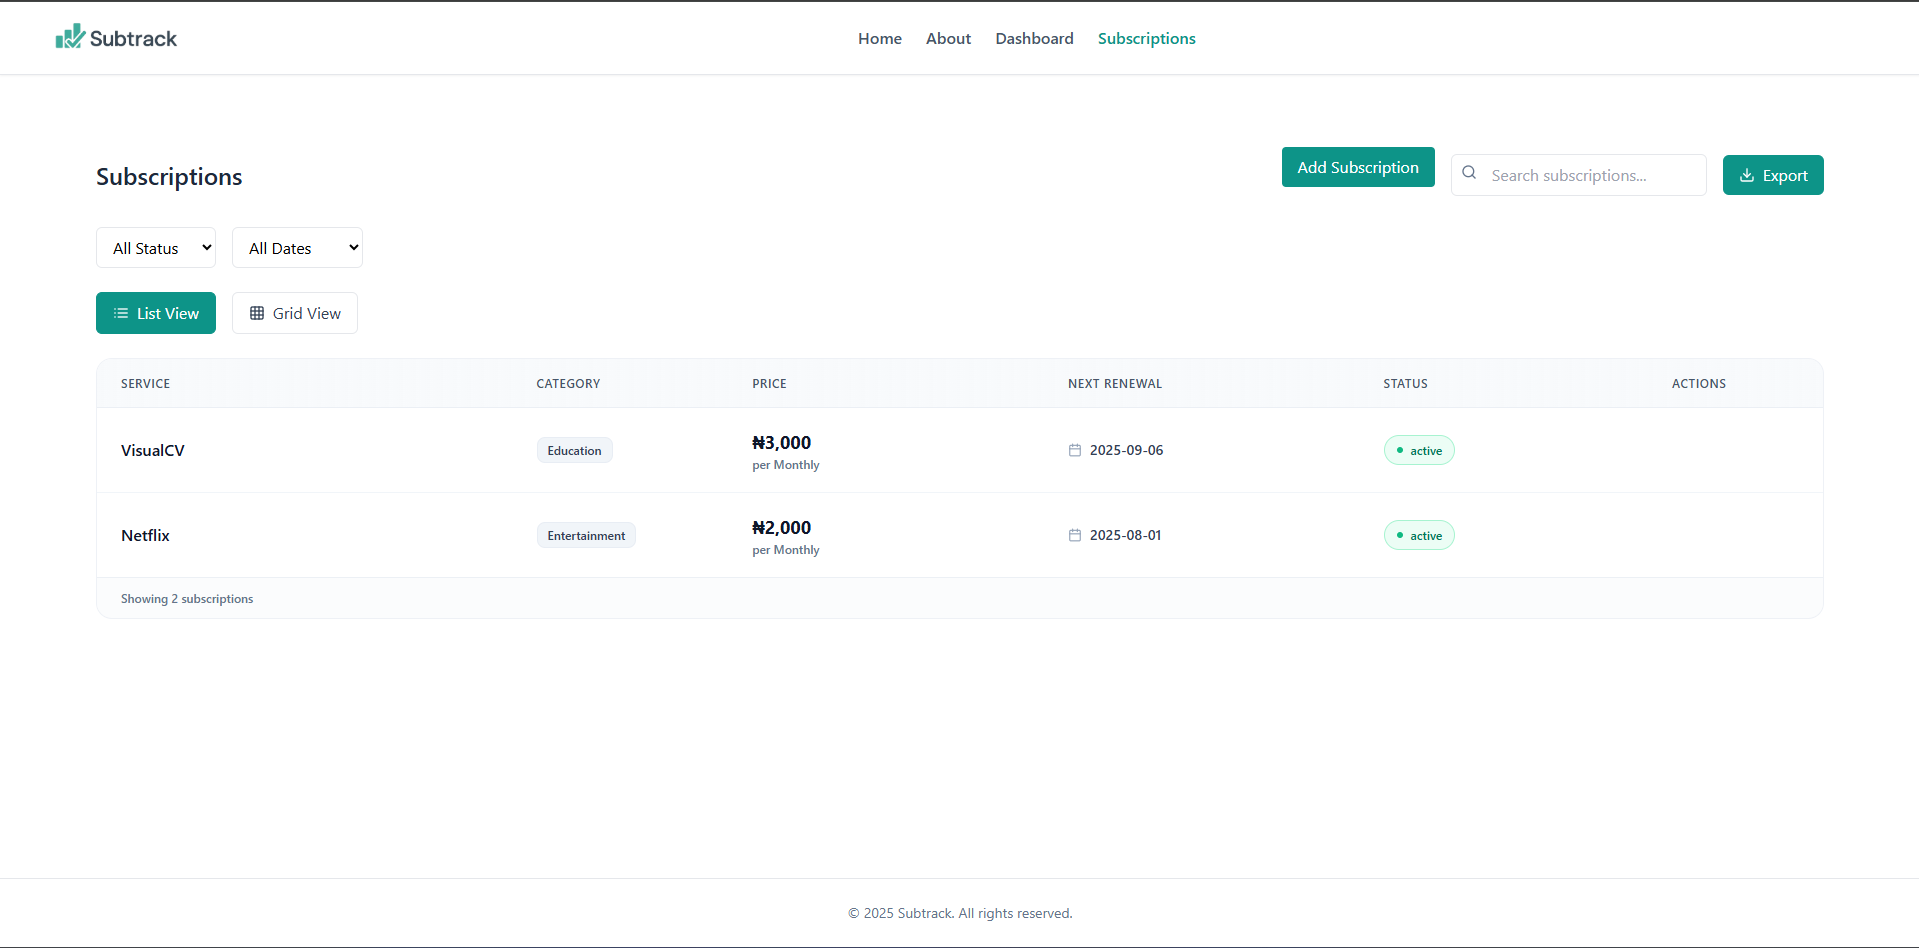 Subtrack
Home About Dashboard Subscriptions
Subscriptions
Add Subscription
Search subscriptions...
Export
All Status
All Dates
List View
Grid View
SERVICE CATEGORY PRICE NEXT RENEWAL STATUS ACTIONS
VisualCV Education ₦3,000 2025-09-06 active
per Monthly
Netflix Entertainment ₦2,000 2025-08-01 active
per Monthly
Showing 2 subscriptions
© 2025 Subtrack. All rights reserved.